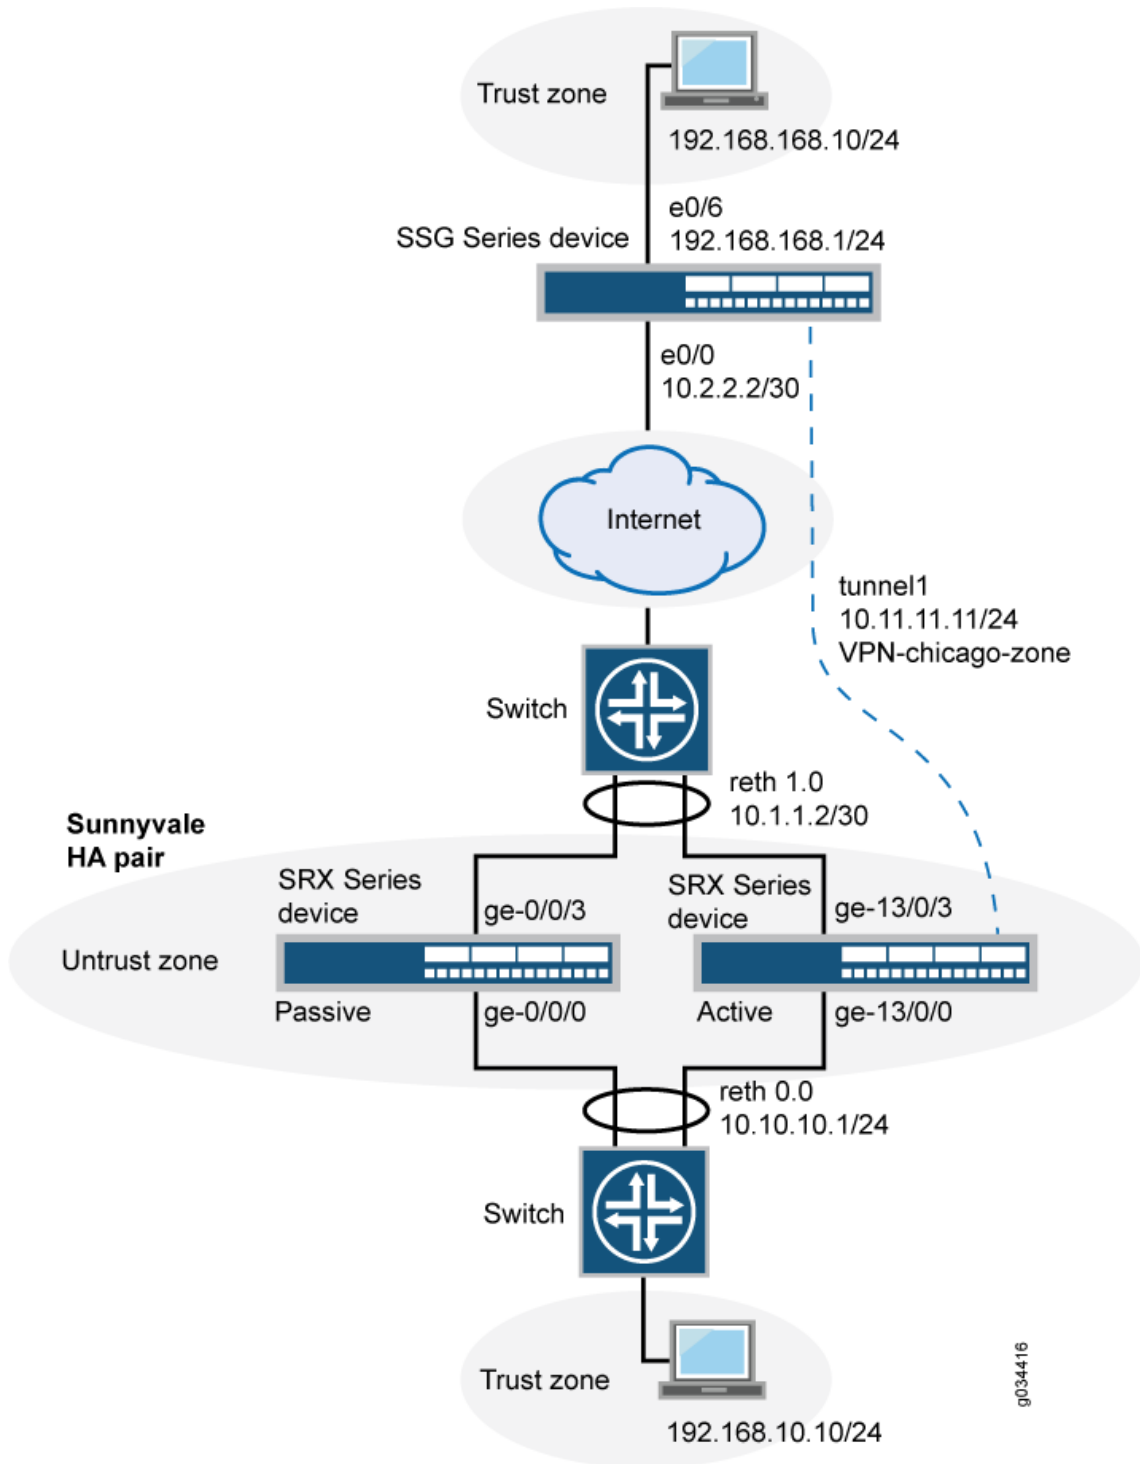 Trust zone
192.168.168.10/24
e0/6
192.168.168.1/24
SSG Series device
e0/0
10.2.2.2/30
Internet
tunnel1
10.11.11.11/24
VPN-chicago-zone
Switch
reth 1.0
10.1.1.2/30
Sunnyvale
HA pair
SRX Series
device
ge-0/0/3
SRX Series
device
ge-13/0/3
Untrust zone
Passive
ge-0/0/0
Active
ge-13/0/0
reth 0.0
10.10.10.1/24
Switch
Trust zone
192.168.10.10/24
g034416